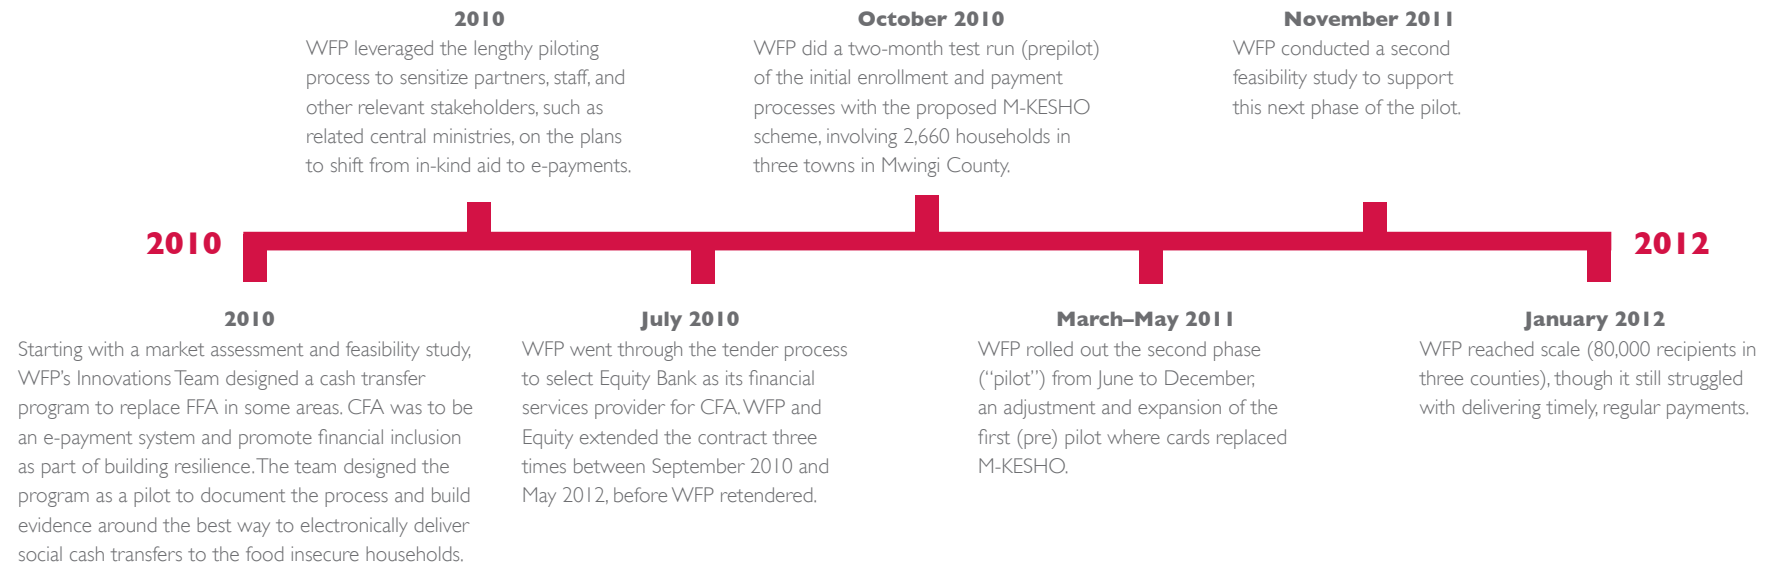 2010
WFP leveraged the lengthy piloting
process to sensitize partners, staff, and
other relevant stakeholders, such as
related central ministries, on the plans
to shift from in-kind aid to e-payments.
October 2010
WFP did a two-month test run (prepilot)
of the initial enrollment and payment
processes with the proposed M-KESHO
scheme, involving 2,660 households in
three towns in Mwingi County.
November 2011
WFP conducted a second
feasibility study to support
this next phase of the pilot.
2010
2012
2010
Starting with a market assessment and feasibility study,
WFP's Innovations Team designed a cash transfer
program to replace FFA in some areas. CFA was to be
an e-payment system and promote financial inclusion
as part of building resilience. The team designed the
program as a pilot to document the process and build
evidence around the best way to electronically deliver
social cash transfers to the food insecure households.
July 2010
WFP went through the tender process
to select Equity Bank as its financial
services provider for CFA. WFP and
Equity extended the contract three
times between September 2010 and
May 2012, before WFP retendered.
March–May 2011
WFP rolled out the second phase
(“pilot”) from June to December,
an adjustment and expansion of the
first (pre) pilot where cards replaced
M-KESHO.
January 2012
WFP reached scale (80,000 recipients in
three counties), though it still struggled
with delivering timely, regular payments.